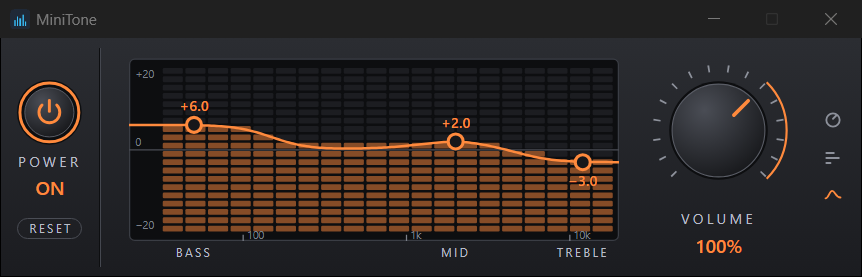 MiniTone
+20
0
−20
+6.0
+2.0
−3.0
100
1k
10k
BASS
MID
TREBLE
POWER
ON
RESET
VOLUME
100%